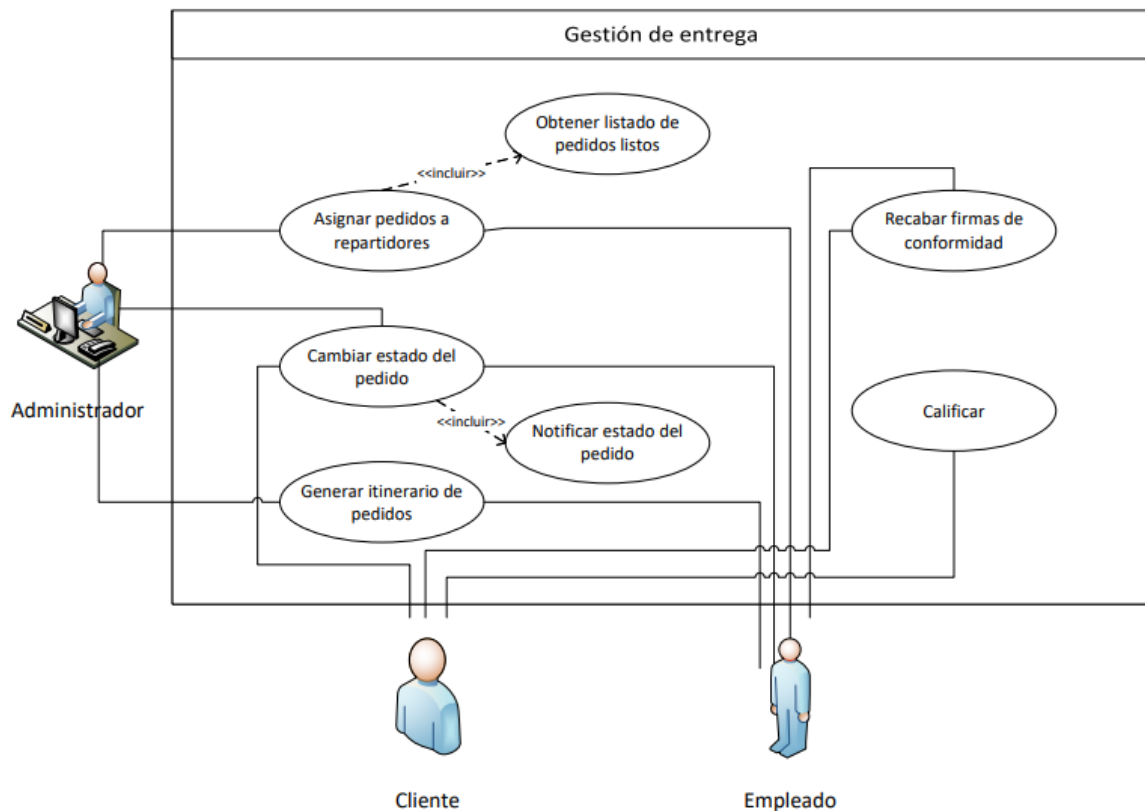 Gestión de entrega
Obtener listado de
pedidos listos
<<incluir>>
Asignar pedidos a
repartidores
Recabar firmas de
conformidad
Administrador
Cambiar estado del
pedido
<<incluir>>
Notificar estado del
pedido
Calificar
Generar itinerario de
pedidos
Cliente
Empleado